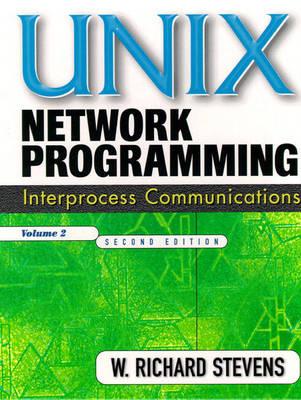 UNIX
NETWORK
PROGRAMMING
Interprocess Communications
Volume 2
SECOND EDITION
W. RICHARD STEVENS